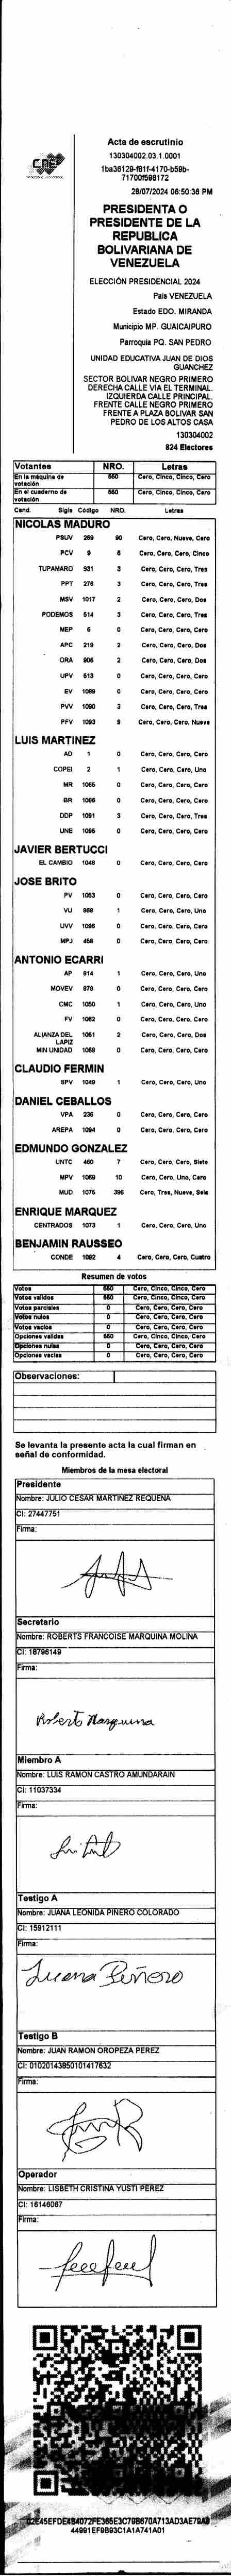 CNE
Acta de escrutinio
130304002.03.1.0001
1ba36129-f81f-4170-b59b-
71700f598172
28/07/2024 06:50:36 PM
PRESIDENTA O
PRESIDENTE DE LA
REPUBLICA
BOLIVARIANA DE
VENEZUELA
ELECCIÓN PRESIDENCIAL 2024
País VENEZUELA
Estado EDO. MIRANDA
Municipio MP. GUAICAIPURO
Parroquia PQ. SAN PEDRO
UNIDAD EDUCATIVA JUAN DE DIOS
GUANCHEZ
SECTOR BOLIVAR NEGRO PRIMERO
DERECHA CALLE VIA EL TERMINAL.
IZQUIERDA CALLE PRINCIPAL.
FRENTE CALLE NEGRO PRIMERO
FRENTE A PLAZA BOLIVAR SAN
PEDRO DE LOS ALTOS CASA
130304002
824 Electores
Votantes NRO. Letras
En la máquina de votación 550 Cero, Cinco, Cinco, Cero
En el cuaderno de votación 550 Cero, Cinco, Cinco, Cero
Cand. Sigla Código NRO. Letras
NICOLAS MADURO
PSUV 269 90 Cero, Cero, Nueve, Cero
PCV 9 5 Cero, Cero, Cero, Cinco
TUPAMARO 931 3 Cero, Cero, Cero, Tres
PPT 276 3 Cero, Cero, Cero, Tres
MSV 1017 2 Cero, Cero, Cero, Dos
PODEMOS 514 3 Cero, Cero, Cero, Tres
MEP 6 0 Cero, Cero, Cero, Cero
APC 219 2 Cero, Cero, Cero, Dos
ORA 906 2 Cero, Cero, Cero, Dos
UPV 513 0 Cero, Cero, Cero, Cero
EV 1089 0 Cero, Cero, Cero, Cero
PVV 1090 3 Cero, Cero, Cero, Tres
PFV 1093 9 Cero, Cero, Cero, Nueve
LUIS MARTINEZ
AD 1 0 Cero, Cero, Cero, Cero
COPEI 2 1 Cero, Cero, Cero, Uno
MR 1065 0 Cero, Cero, Cero, Cero
BR 1066 0 Cero, Cero, Cero, Cero
DDP 1091 3 Cero, Cero, Cero, Tres
UNE 1095 0 Cero, Cero, Cero, Cero
JAVIER BERTUCCI
EL CAMBIO 1048 0 Cero, Cero, Cero, Cero
JOSE BRITO
PV 1053 0 Cero, Cero, Cero, Cero
VU 968 1 Cero, Cero, Cero, Uno
UVV 1096 0 Cero, Cero, Cero, Cero
MPJ 458 0 Cero, Cero, Cero, Cero
ANTONIO ECARRI
AP 914 1 Cero, Cero, Cero, Uno
MOVEV 979 0 Cero, Cero, Cero, Cero
CMC 1050 1 Cero, Cero, Cero, Uno
FV 1062 0 Cero, Cero, Cero, Cero
ALIANZA DEL LAPIZ 1051 2 Cero, Cero, Cero, Dos
MIN UNIDAD 1068 0 Cero, Cero, Cero, Cero
CLAUDIO FERMIN
SPV 1049 1 Cero, Cero, Cero, Uno
DANIEL CEBALLOS
VPA 236 0 Cero, Cero, Cero, Cero
AREPA 1094 0 Cero, Cero, Cero, Cero
EDMUNDO GONZALEZ
UNTC 460 7 Cero, Cero, Cero, Siete
MPV 1069 10 Cero, Cero, Uno, Cero
MUD 1075 396 Cero, Tres, Nueve, Seis
ENRIQUE MARQUEZ
CENTRADOS 1073 1 Cero, Cero, Cero, Uno
BENJAMIN RAUSSEO
CONDE 1092 4 Cero, Cero, Cero, Cuatro
Resumen de votos
Votos 550 Cero, Cinco, Cinco, Cero
Votos validos 550 Cero, Cinco, Cinco, Cero
Votos parciales 0 Cero, Cero, Cero, Cero
Votos nulos 0 Cero, Cero, Cero, Cero
Votos vacios 0 Cero, Cero, Cero, Cero
Opciones validas 550 Cero, Cinco, Cinco, Cero
Opciones nulas 0 Cero, Cero, Cero, Cero
Opciones vacias 0 Cero, Cero, Cero, Cero
Observaciones:
Se levanta la presente acta la cual firman en
señal de conformidad.
Miembros de la mesa electoral
Presidente
Nombre: JULIO CESAR MARTINEZ REQUENA
CI: 27447751
Firma:
Secretario
Nombre: ROBERTS FRANCOISE MARQUINA MOLINA
CI: 16796149
Firma:
Roberts Marquina
Miembro A
Nombre: LUIS RAMON CASTRO AMUNDARAIN
CI: 11037334
Firma:
Testigo A
Nombre: JUANA LEONIDA PIÑERO COLORADO
CI: 15912111
Firma:
Juana Piñero
Testigo B
Nombre: JUAN RAMON OROPEZA PEREZ
CI: 01020143850101417632
Firma:
Operador
Nombre: LISBETH CRISTINA YUSTI PEREZ
CI: 16146067
Firma:
44991EF9B93C1A1A741A01